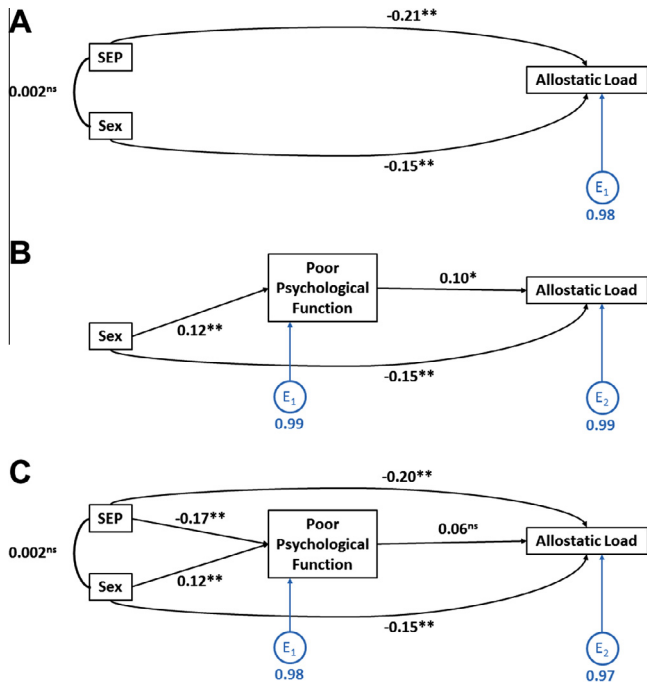 A
-0.21**
SEP
Allostatic Load
0.002ns
Sex
-0.15**
E1
0.98
B
Poor
Psychological
Function
0.10*
Allostatic Load
Sex
0.12**
-0.15**
E1
0.99
E2
0.99
C
-0.20**
SEP
-0.17**
Poor
Psychological
Function
0.06ns
Allostatic Load
0.002ns
Sex
0.12**
-0.15**
E1
0.98
E2
0.97